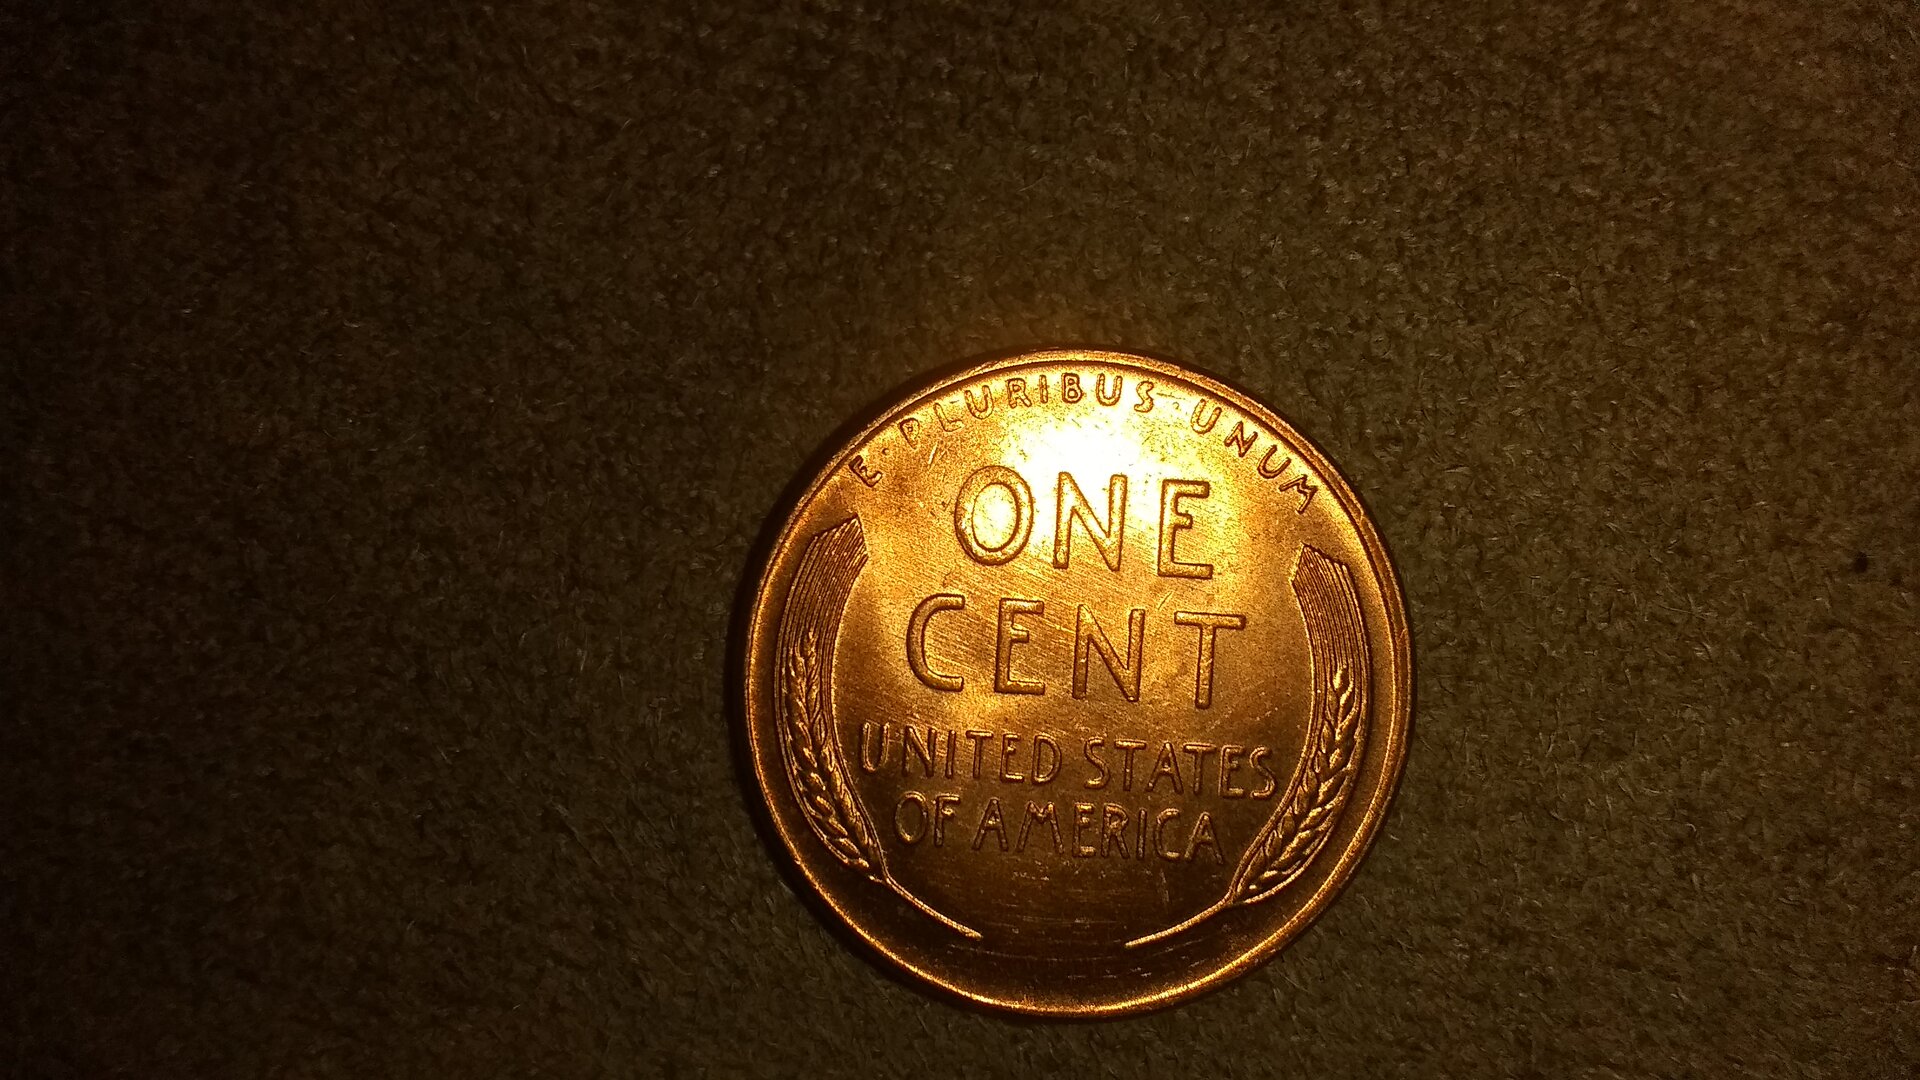 E·PLURIBUS·UNUM
ONE
CENT
UNITED STATES
OF AMERICA